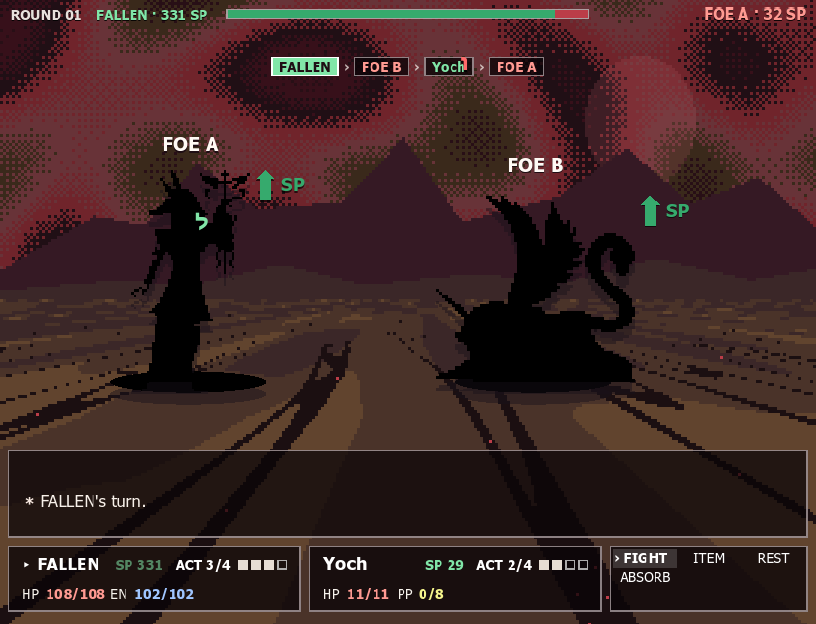 ROUND 01 FALLEN · 331 SP FOE A · 32 SP
FALLEN › FOE B › Yoch › FOE A
FOE A
SP
FOE B
SP
* FALLEN's turn.
▸ FALLEN SP 331 ACT 3/4
HP 108/108 EN 102/102
Yoch SP 29 ACT 2/4
HP 11/11 PP 0/8
› FIGHT ITEM REST
ABSORB